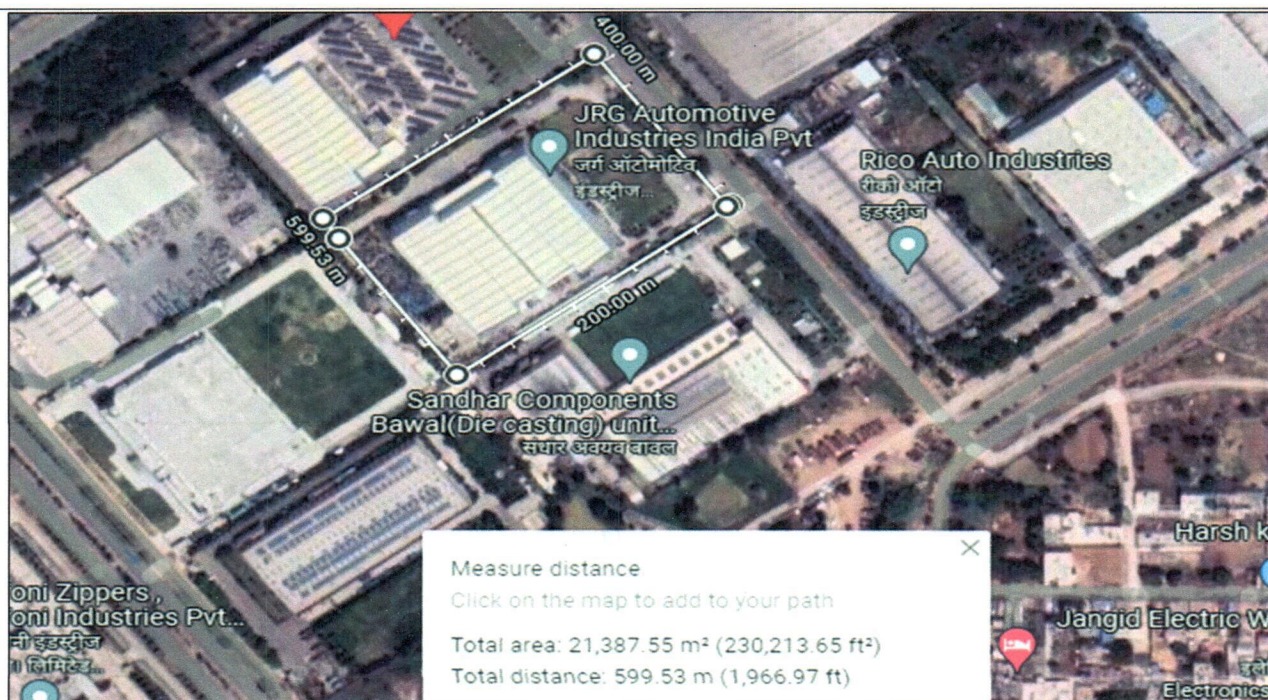 400.00 m
JRG Automotive
Industries India Pvt
जर्ग ऑटोमोटिव
इंडस्ट्रीज...
Rico Auto Industries
रीको ऑटो
इंडस्ट्रीज
599.53 m
200.00 m
Sandhar Components
Bawal(Die casting) unit...
संधार अवयव बावल
Harsh k
oni Zippers ,
oni Industries Pvt...
नी इंडस्ट्रीज
लिमिटेड...
Measure distance
Click on the map to add to your path
Total area: 21,387.55 m² (230,213.65 ft²)
Total distance: 599.53 m (1,966.97 ft)
Jangid Electric W
इले
Electronics